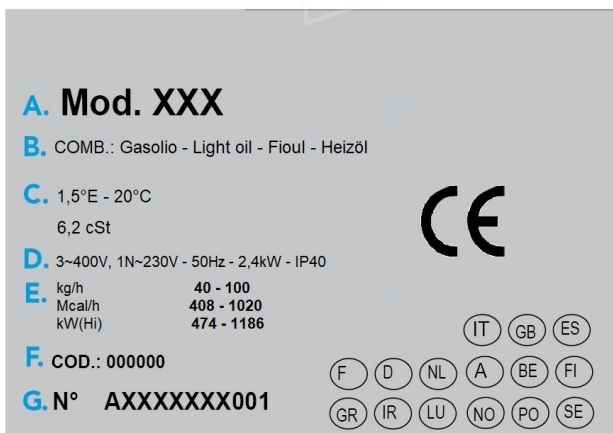 A. Mod. XXX
B. COMB.: Gasolio - Light oil - Fioul - Heizöl
C. 1,5°E - 20°C
6,2 cSt
CE
D. 3~400V, 1N~230V - 50Hz - 2,4kW - IP40
E. kg/h 40 - 100
Mcal/h 408 - 1020
kW(Hi) 474 - 1186
IT GB ES
F. COD.: 000000
F D NL A BE FI
G. N° AXXXXXXX001
GR IR LU NO PO SE